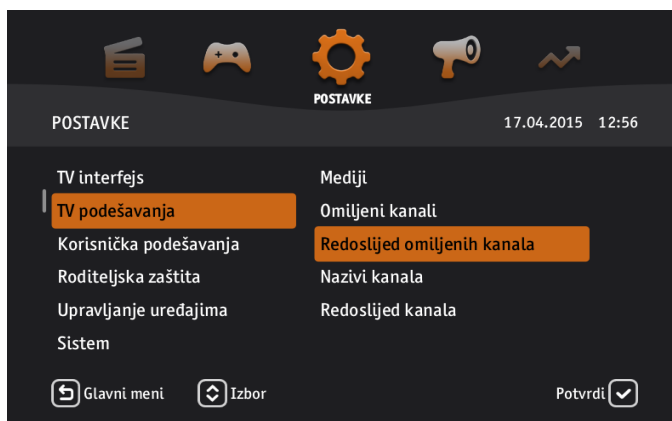 POSTAVKE
POSTAVKE
17.04.2015 12:56
TV interfejs
TV podešavanja
Korisnička podešavanja
Roditeljska zaštita
Upravljanje uređajima
Sistem
Mediji
Omiljeni kanali
Redoslijed omiljenih kanala
Nazivi kanala
Redoslijed kanala
Glavni meni
Izbor
Potvrdi